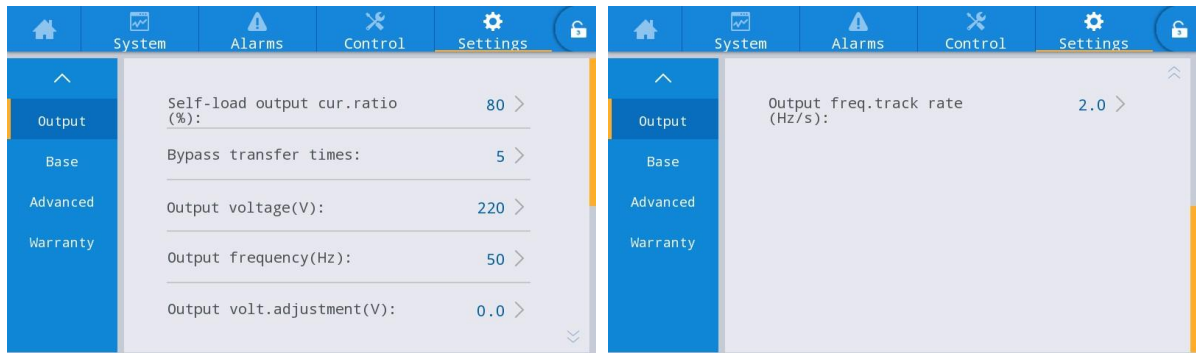 System Alarms Control Settings
Output
Base
Advanced
Warranty
Self-load output cur.ratio 80
(%):
Bypass transfer times: 5
Output voltage(V): 220
Output frequency(Hz): 50
Output volt.adjustment(V): 0.0
System Alarms Control Settings
Output
Base
Advanced
Warranty
Output freq.track rate 2.0
(Hz/s):